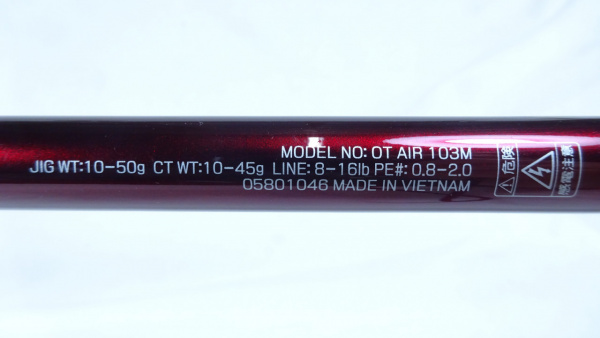 MODEL NO: OT AIR 103M
JIG WT:10-50g CT WT:10-45g LINE: 8-16lb PE#: 0.8-2.0
05801046 MADE IN VIETNAM
危険
感電注意